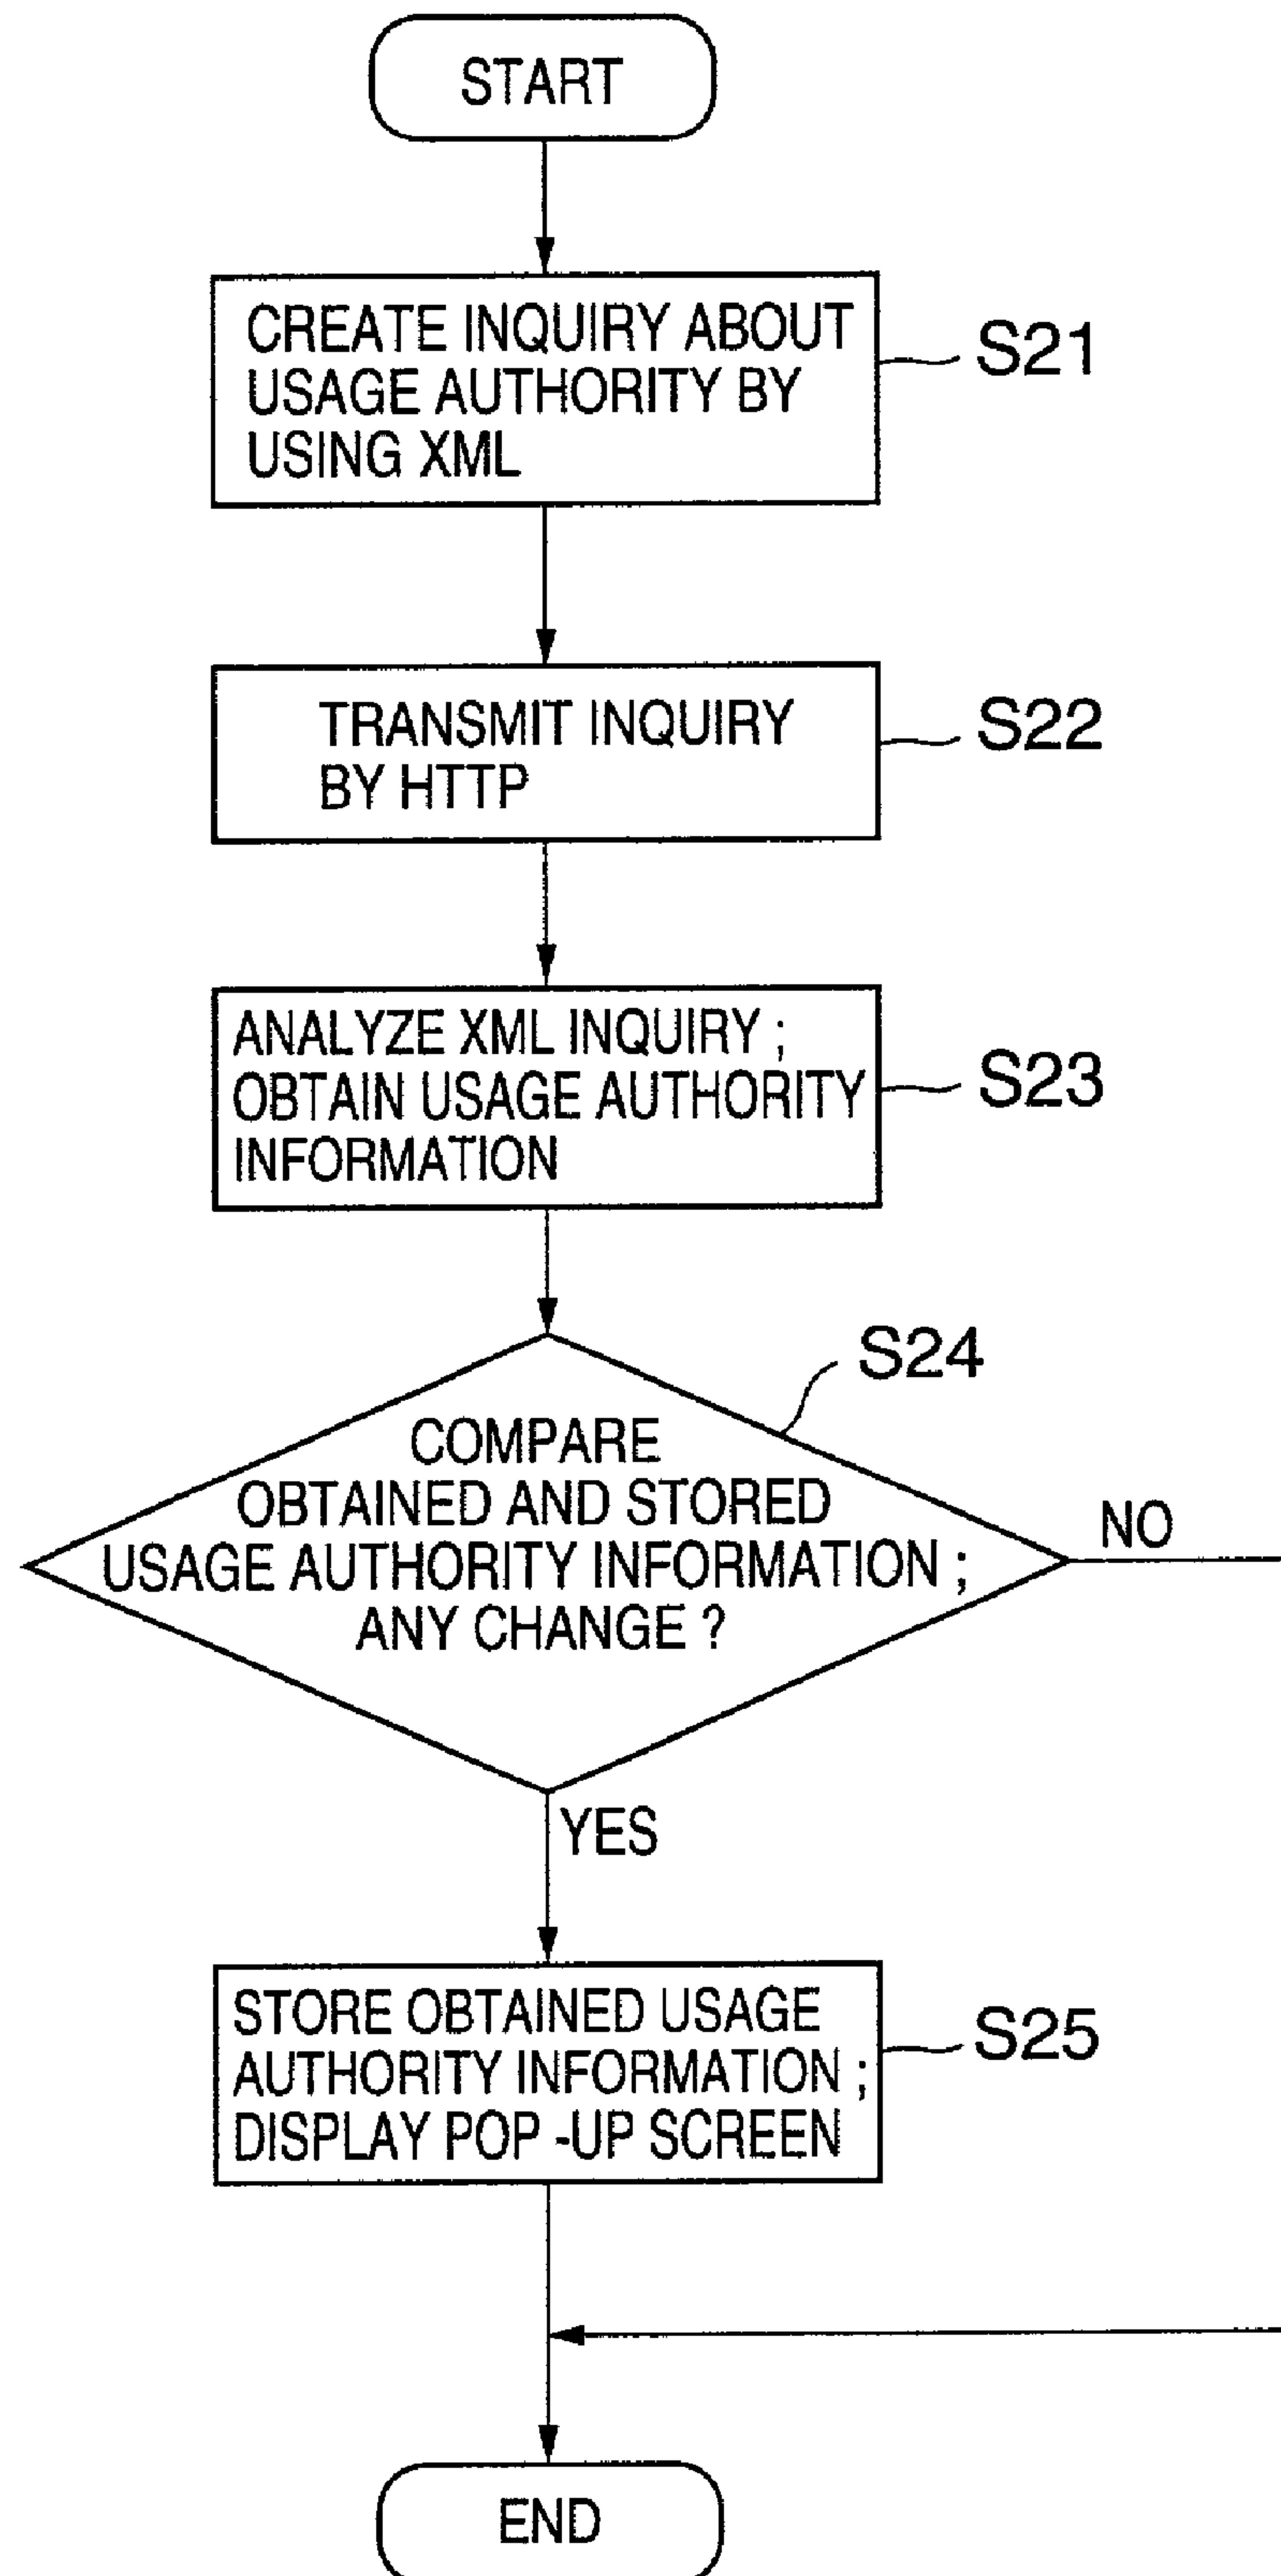 START
CREATE INQUIRY ABOUT
USAGE AUTHORITY BY
USING XML
S21
TRANSMIT INQUIRY
BY HTTP
S22
ANALYZE XML INQUIRY ;
OBTAIN USAGE AUTHORITY
INFORMATION
S23
S24
COMPARE
OBTAINED AND STORED
USAGE AUTHORITY INFORMATION ;
ANY CHANGE ?
NO
YES
STORE OBTAINED USAGE
AUTHORITY INFORMATION ;
DISPLAY POP -UP SCREEN
S25
END